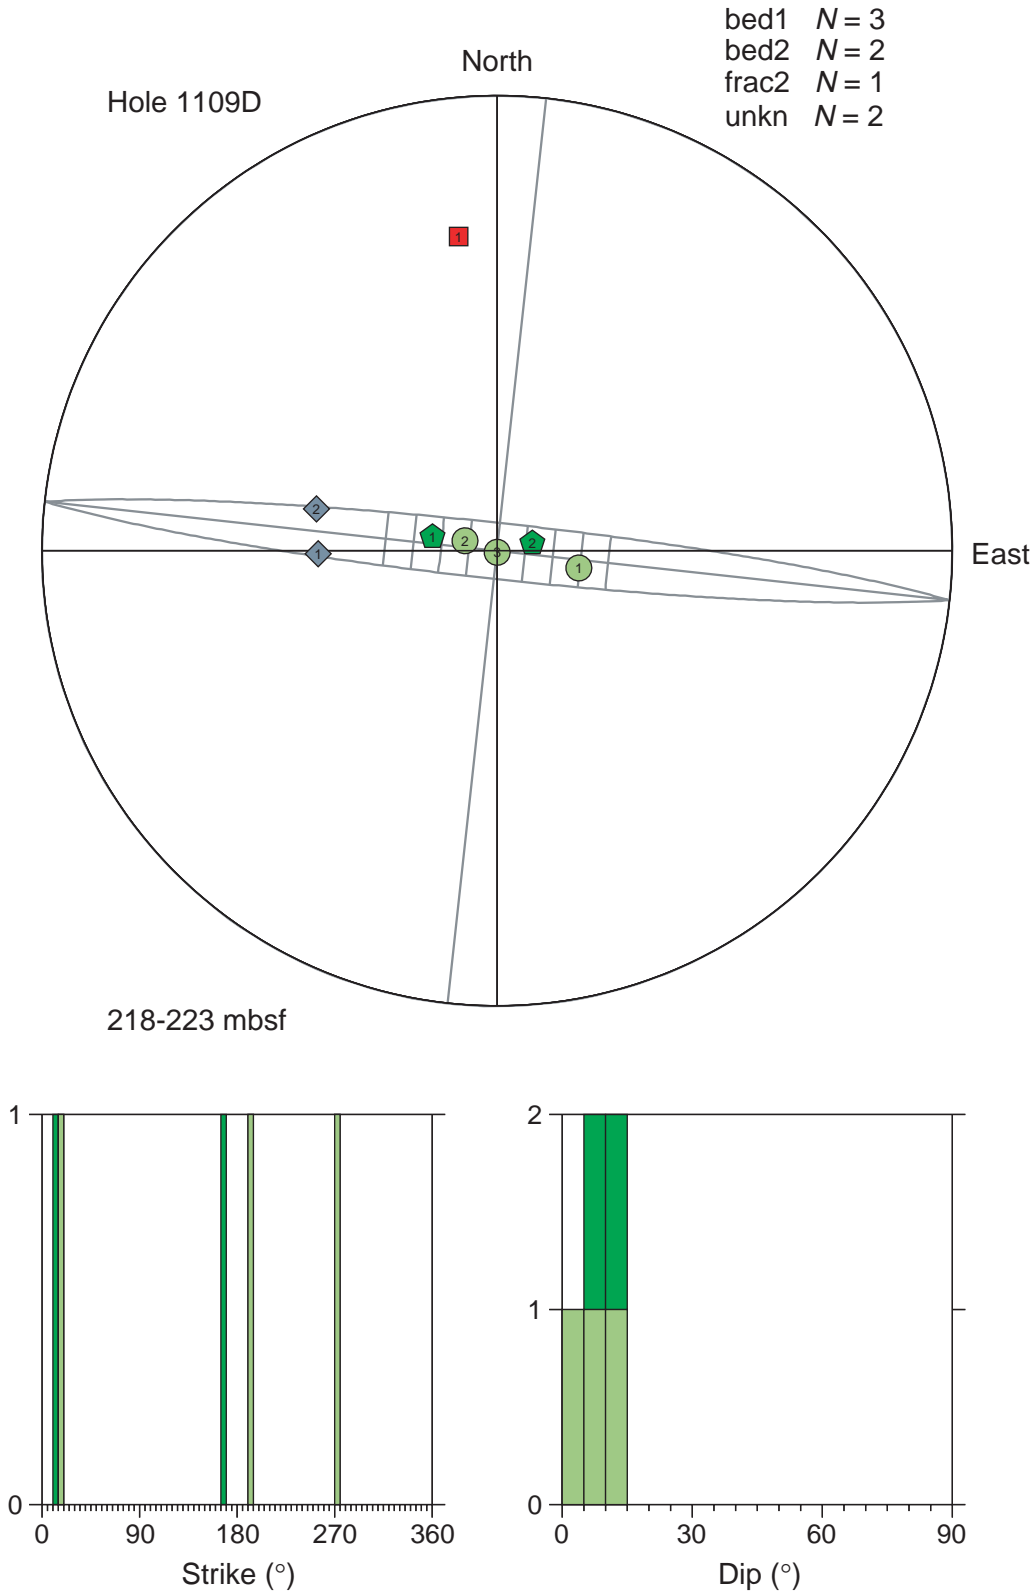 bed1 N = 3
bed2 N = 2
frac2 N = 1
unkn N = 2
North
Hole 1109D
1
2
1
2
3
2
1
1
East
218-223 mbsf
1
0
0 90 180 270 360
Strike (°)
2
1
0
0 30 60 90
Dip (°)